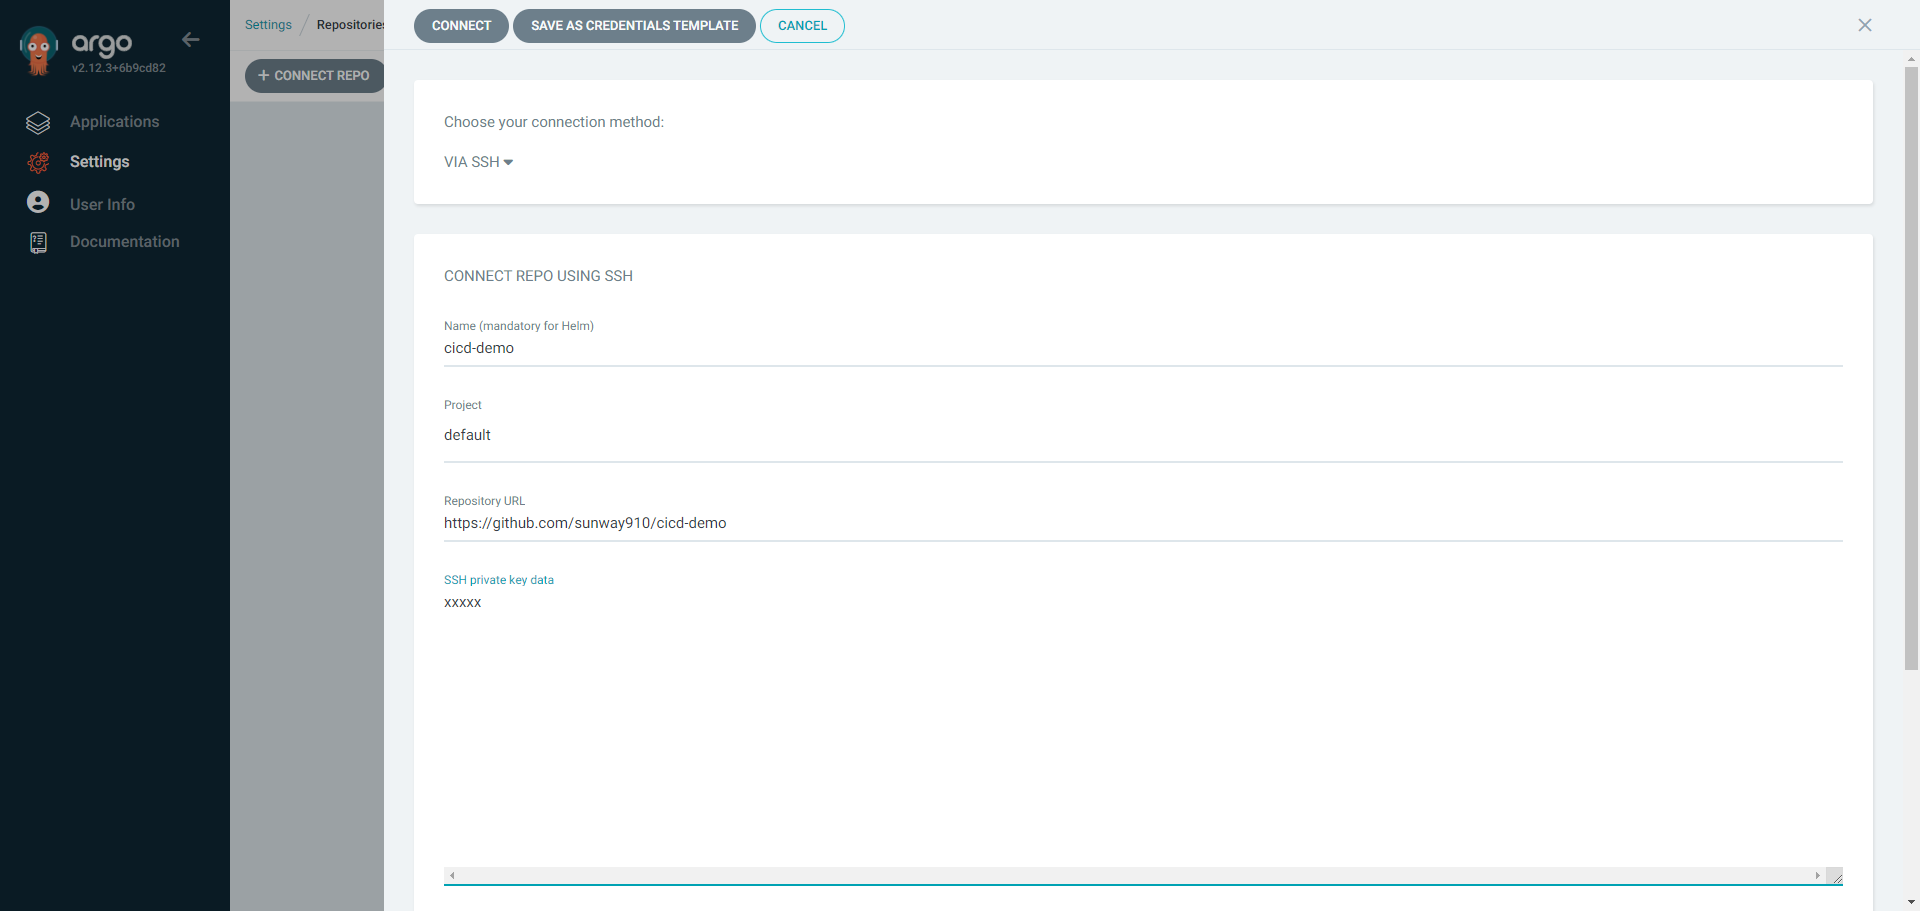 argo
v2.12.3+6b9cd82
Applications
Settings
User Info
Documentation
Settings / Repositories
+ CONNECT REPO
CONNECT
SAVE AS CREDENTIALS TEMPLATE
CANCEL
Choose your connection method:
VIA SSH
CONNECT REPO USING SSH
Name (mandatory for Helm)
cicd-demo
Project
default
Repository URL
https://github.com/sunway910/cicd-demo
SSH private key data
xxxxx